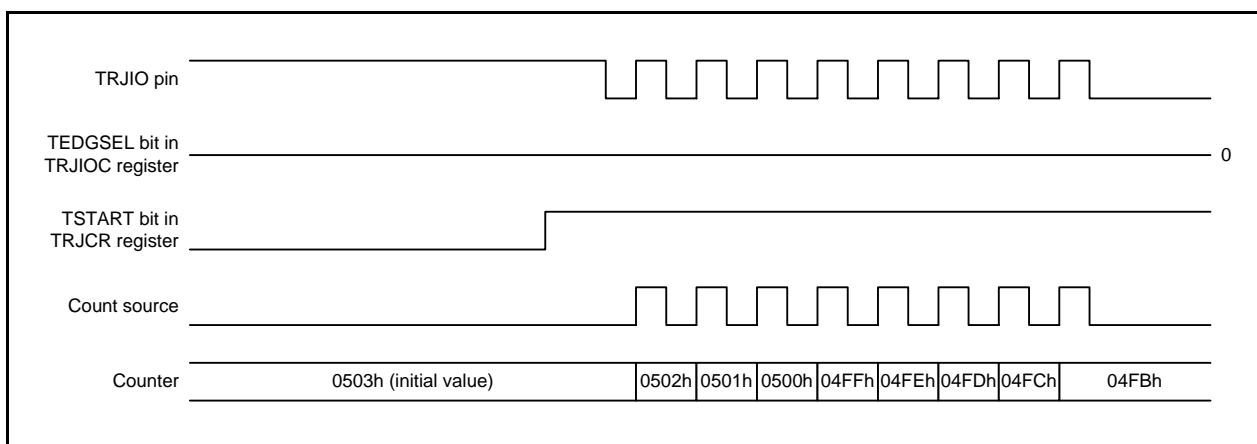 TRJIO pin
TEDGSEL bit in
TRJIOC register
0
TSTART bit in
TRJCR register
Count source
Counter
0503h (initial value)
0502h
0501h
0500h
04FFh
04FEh
04FDh
04FCh
04FBh